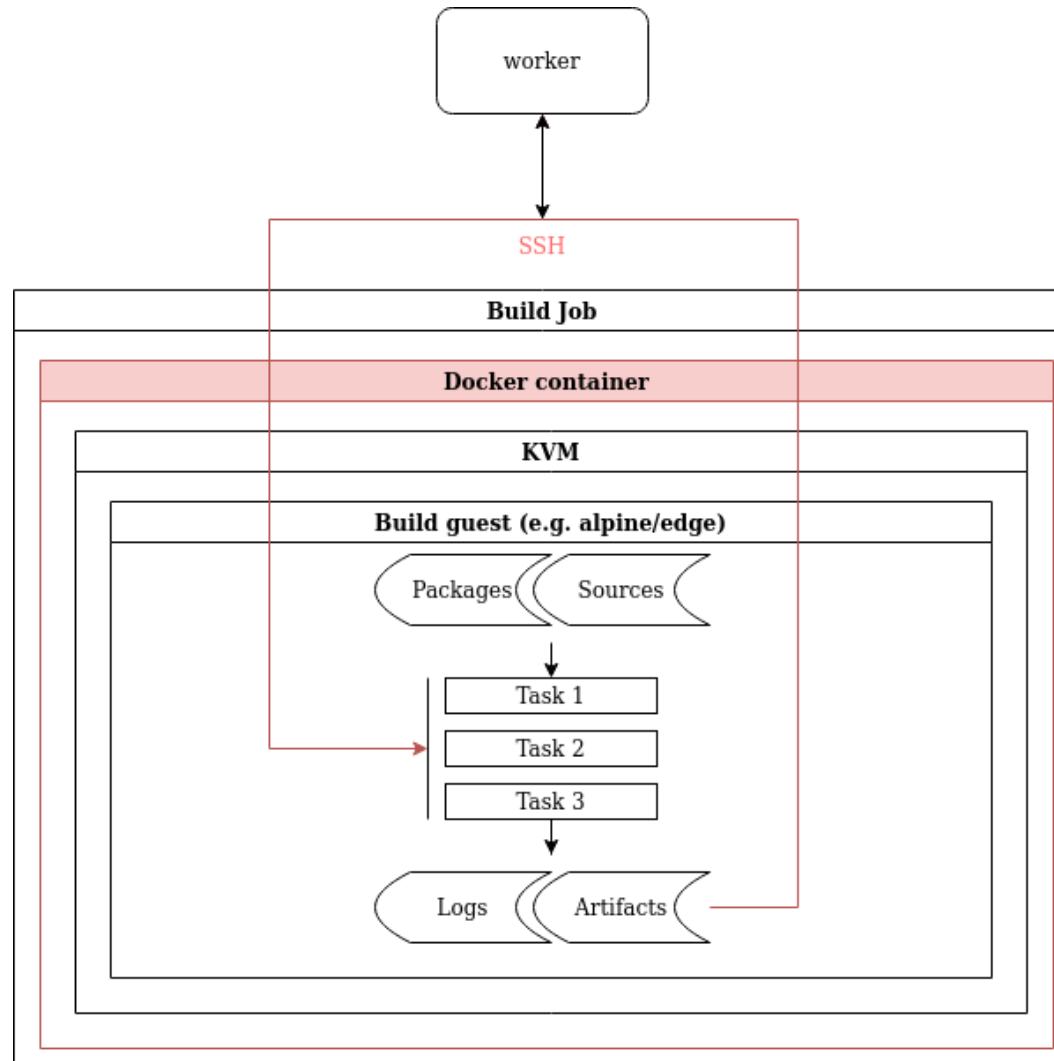 worker
SSH
Build Job
Docker container
KVM
Build guest (e.g. alpine/edge)
Packages
Sources
Task 1
Task 2
Task 3
Logs
Artifacts